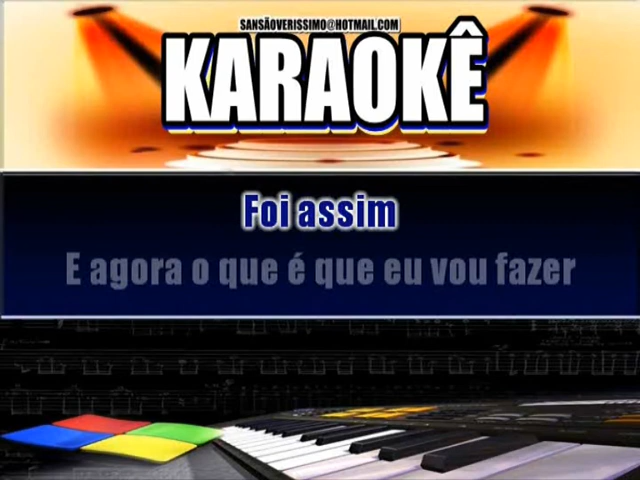 SANSÃOVERISSIMO@HOTMAIL.COM
KARAOKÊ
Foi assim
E agora o que é que eu vou fazer